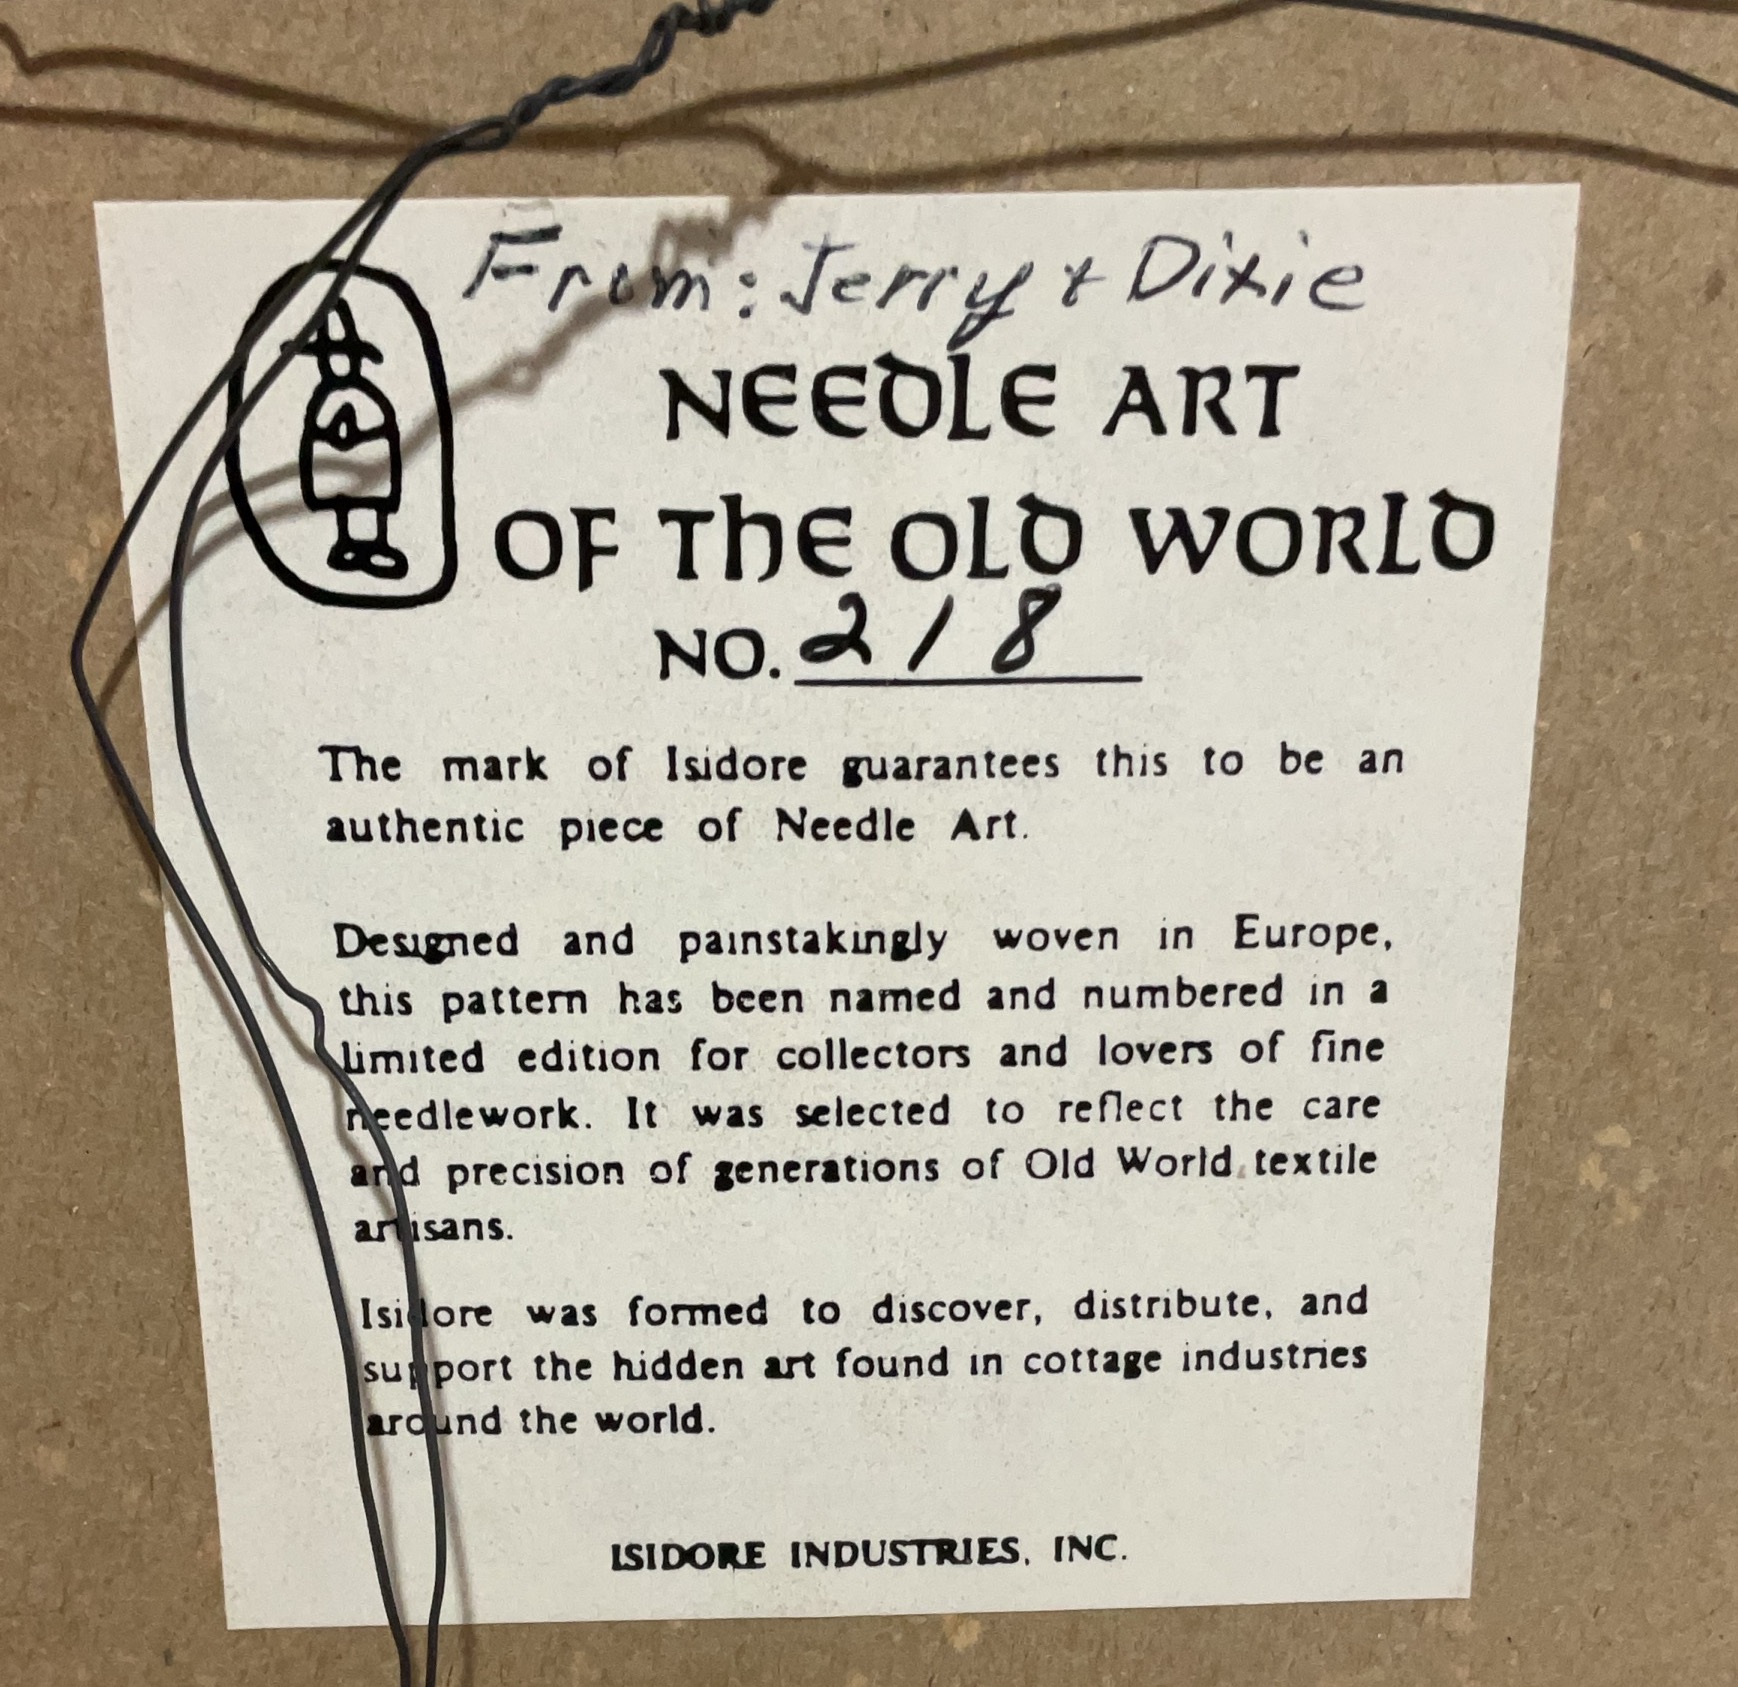 From: Jerry & Dixie
NEEDLE ART
OF THE OLD WORLD
NO. 218
The mark of Isidore guarantees this to be an
authentic piece of Needle Art.
Designed and painstakingly woven in Europe,
this pattern has been named and numbered in a
limited edition for collectors and lovers of fine
needlework. It was selected to reflect the care
and precision of generations of Old World textile
artisans.
Isidore was formed to discover, distribute, and
support the hidden art found in cottage industries
around the world.
ISIDORE INDUSTRIES, INC.